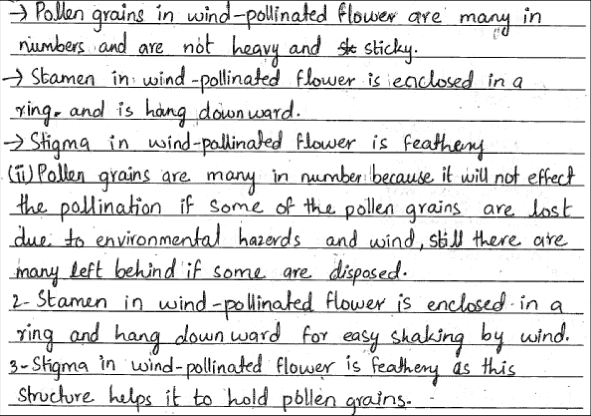 → Pollen grains in wind-pollinated flower are many in
numbers and are not heavy and sticky.
→ Stamen in wind-pollinated flower is enclosed in a
ring. and is hang down ward.
→ Stigma in wind-pollinated flower is feathery
(ii) Pollen grains are many in number because it will not effect
the pollination if some of the pollen grains are lost
due to environmental hazerds and wind, still there are
many left behind if some are disposed.
2- Stamen in wind-pollinated flower is enclosed in a
ring and hang down ward for easy shaking by wind.
3- Stigma in wind-pollinated flower is feathery as this
structure helps it to hold pollen grains.